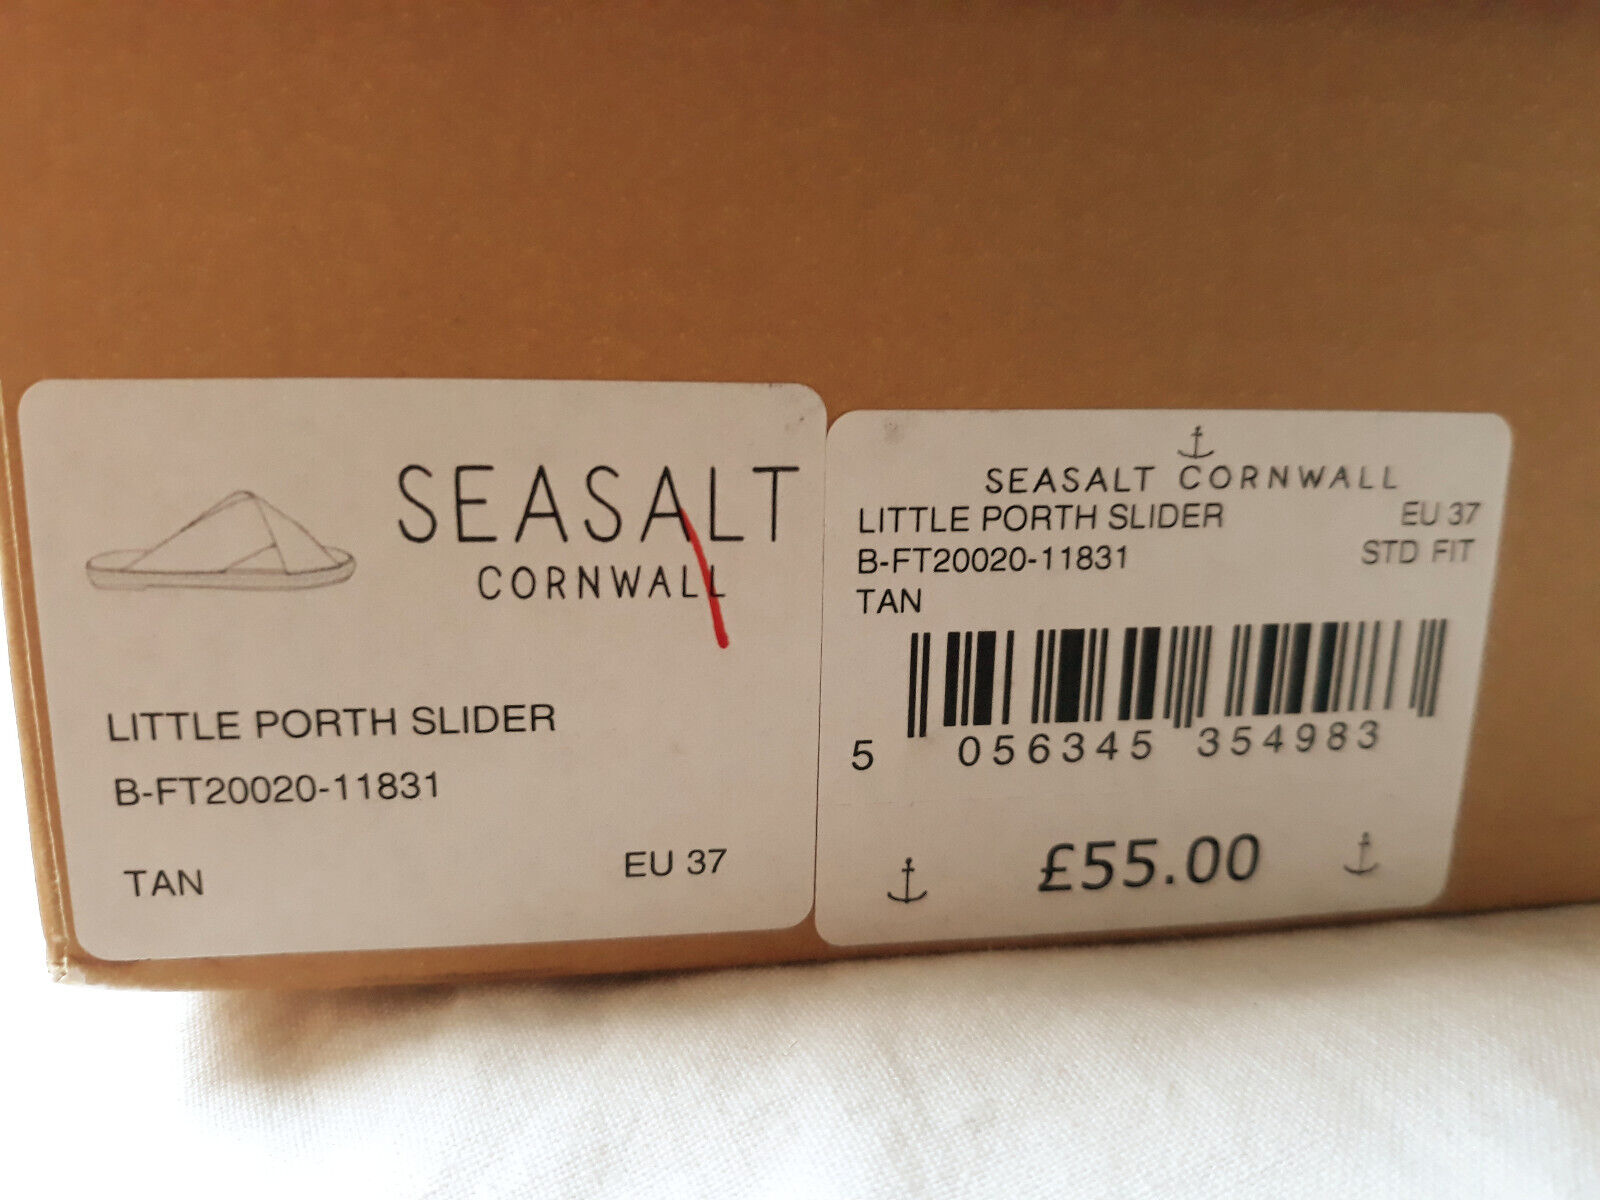 SEASALT
CORNWALL
LITTLE PORTH SLIDER
B-FT20020-11831
TAN EU 37
SEASALT CORNWALL
LITTLE PORTH SLIDER EU 37
B-FT20020-11831 STD FIT
TAN
5 056345 354983
£55.00